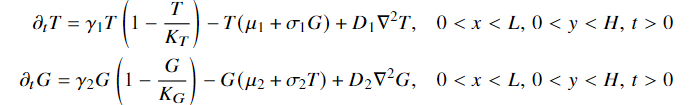 ∂ₜT = γ₁T (1 − T/K_T) − T(μ₁ + σ₁G) + D₁∇²T, 0 < x < L, 0 < y < H, t > 0
∂ₜG = γ₂G (1 − G/K_G) − G(μ₂ + σ₂T) + D₂∇²G, 0 < x < L, 0 < y < H, t > 0